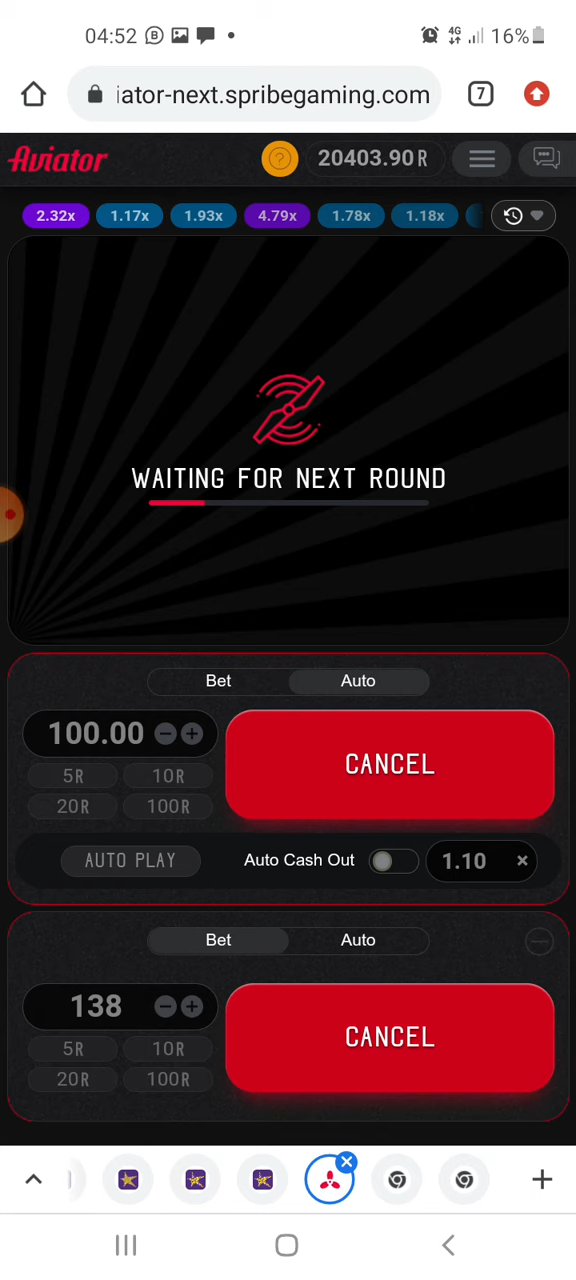 04:52
4G
16%
iator-next.spribegaming.com
7
Aviator
20403.90 R
2.32x 1.17x 1.93x 4.79x 1.78x 1.18x
WAITING FOR NEXT ROUND
Bet Auto
100.00
CANCEL
5R 10R
20R 100R
AUTO PLAY Auto Cash Out 1.10 ×
Bet Auto
138
CANCEL
5R 10R
20R 100R